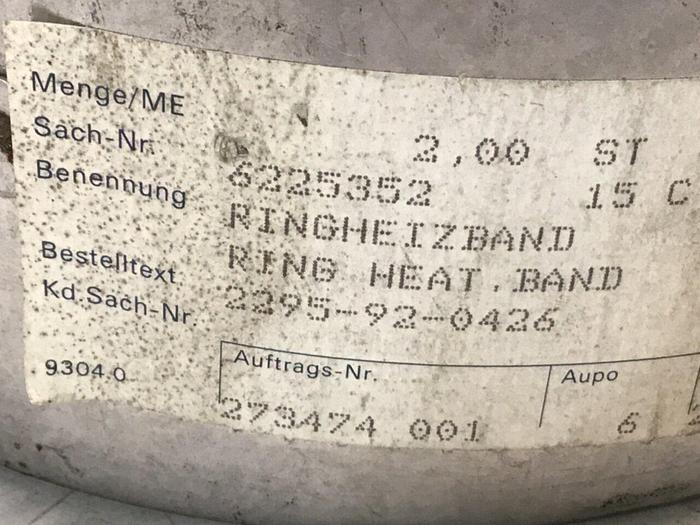 Menge/ME 2,00 ST
Sach-Nr. 6225352 15 C
Benennung RINGHEIZBAND
RING HEAT.BAND
Bestelltext 2295-92-0426
Kd.Sach-Nr.
9304.0 Auftrags-Nr. Aupo
273474 001 6